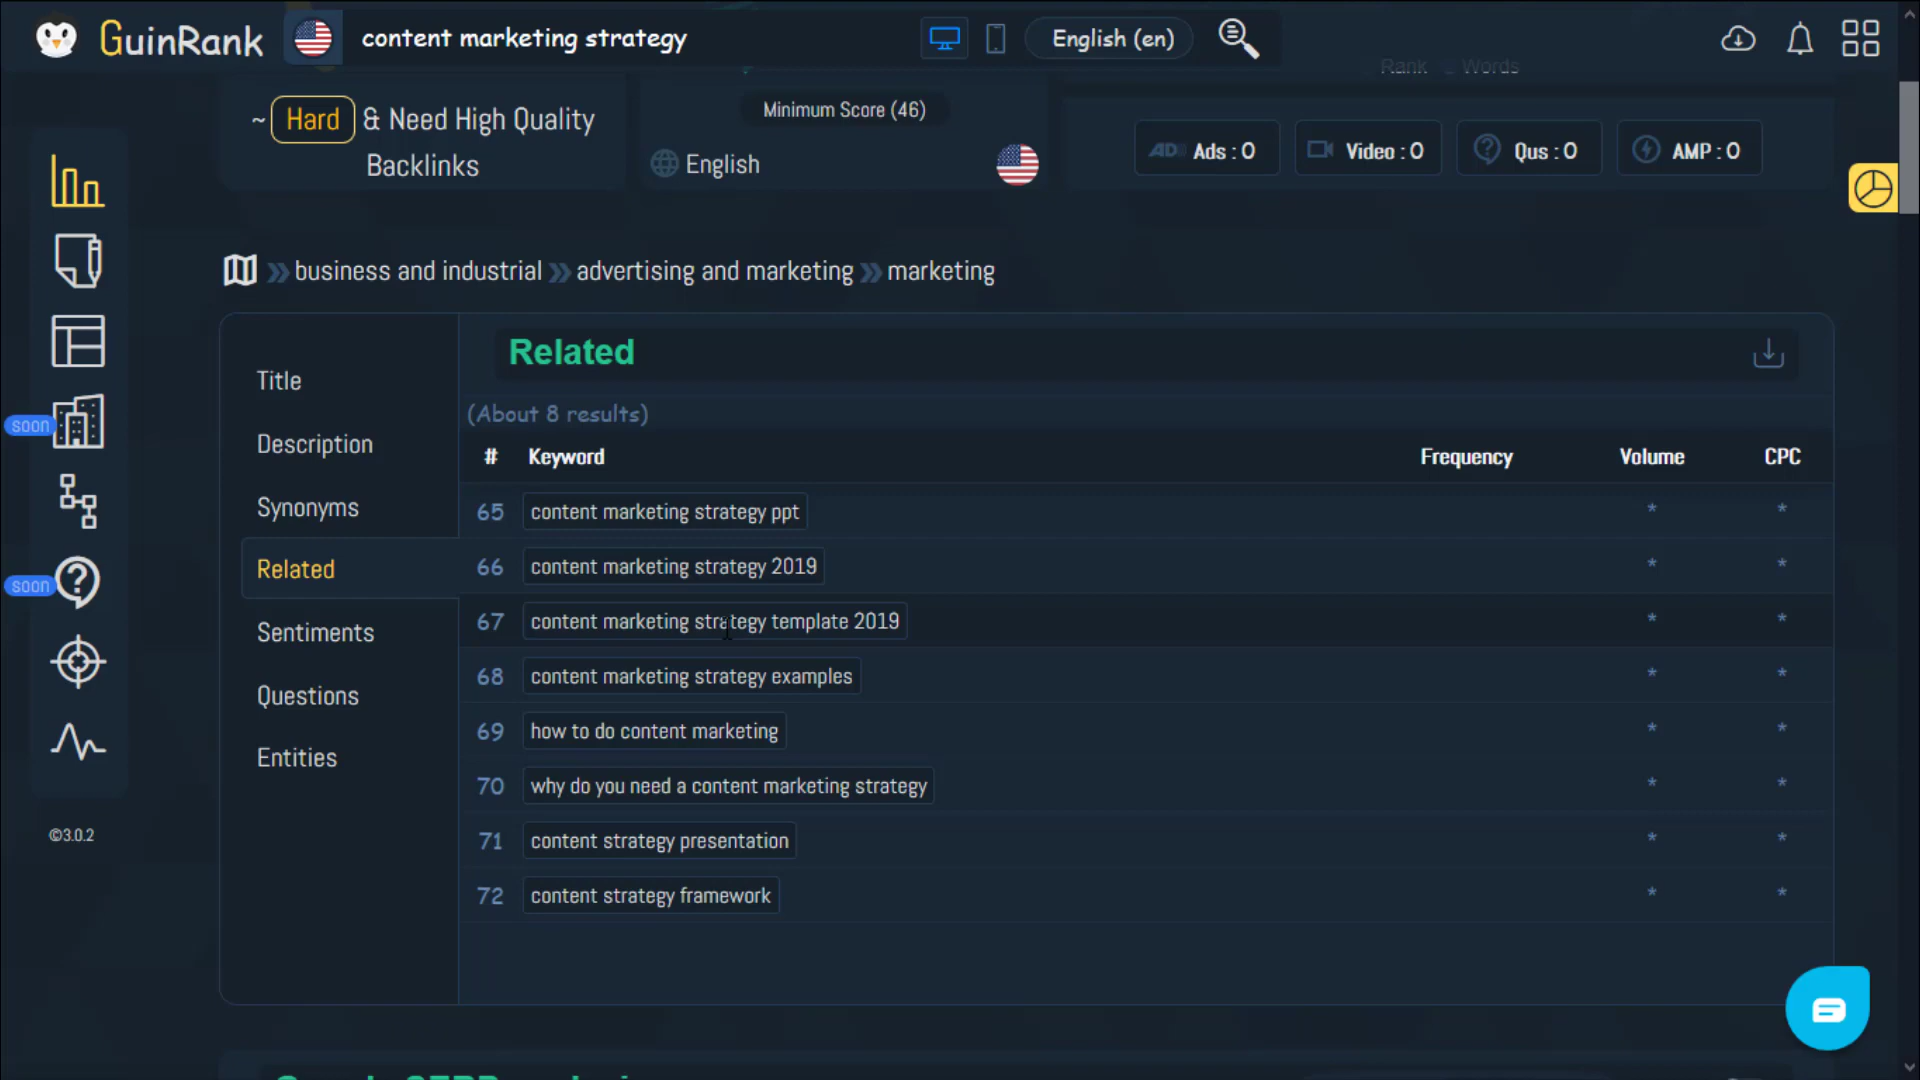 GuinRank
content marketing strategy
English (en)
Rank
Words
~ Hard & Need High Quality
Backlinks
Minimum Score (46)
English
AD Ads : 0
Video : 0
Qus : 0
AMP : 0
business and industrial » advertising and marketing » marketing
Title
Description
Synonyms
Related
Sentiments
Questions
Entities
soon
soon
©3.0.2
Related
(About 8 results)
# Keyword Frequency Volume CPC
65 content marketing strategy ppt * *
66 content marketing strategy 2019 * *
67 content marketing strategy template 2019 * *
68 content marketing strategy examples * *
69 how to do content marketing * *
70 why do you need a content marketing strategy * *
71 content strategy presentation * *
72 content strategy framework * *